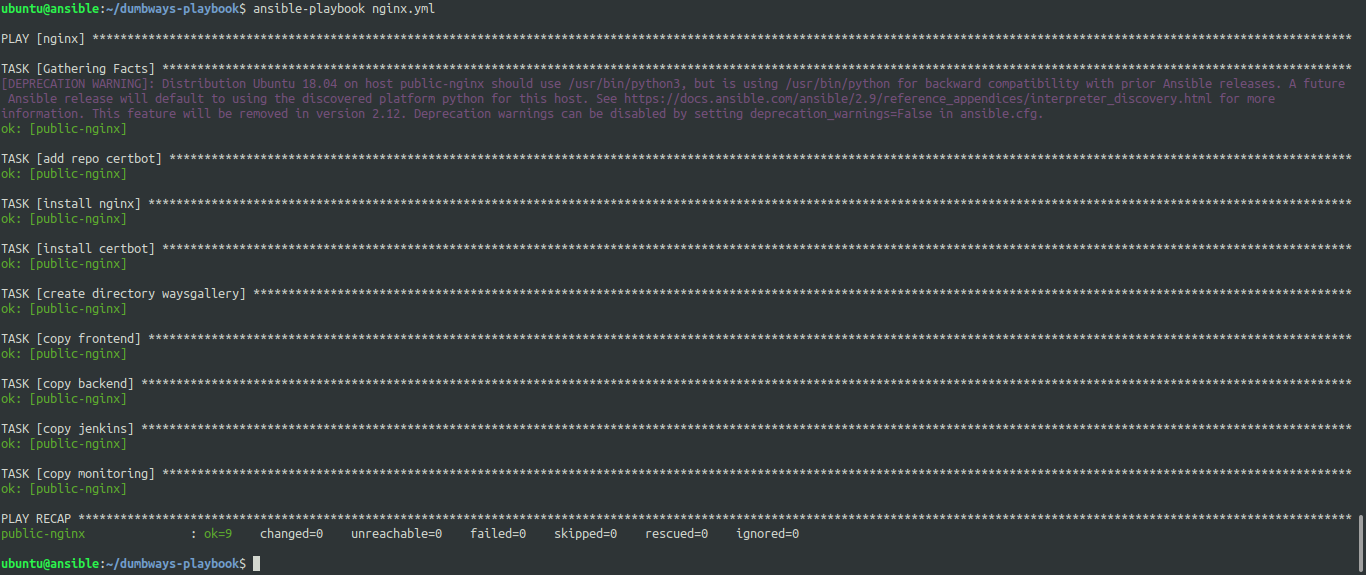 ubuntu@ansible:~/dumbways-playbook$ ansible-playbook nginx.yml
PLAY [nginx] ************************************************************************************************************************************************************************************
TASK [Gathering Facts] **************************************************************************************************************************************************************************
[DEPRECATION WARNING]: Distribution Ubuntu 18.04 on host public-nginx should use /usr/bin/python3, but is using /usr/bin/python for backward compatibility with prior Ansible releases. A future
 Ansible release will default to using the discovered platform python for this host. See https://docs.ansible.com/ansible/2.9/reference_appendices/interpreter_discovery.html for more
information. This feature will be removed in version 2.12. Deprecation warnings can be disabled by setting deprecation_warnings=False in ansible.cfg.
ok: [public-nginx]
TASK [add repo certbot] *************************************************************************************************************************************************************************
ok: [public-nginx]
TASK [install nginx] ****************************************************************************************************************************************************************************
ok: [public-nginx]
TASK [install certbot] **************************************************************************************************************************************************************************
ok: [public-nginx]
TASK [create directory waysgallery] *************************************************************************************************************************************************************
ok: [public-nginx]
TASK [copy frontend] ****************************************************************************************************************************************************************************
ok: [public-nginx]
TASK [copy backend] *****************************************************************************************************************************************************************************
ok: [public-nginx]
TASK [copy jenkins] *****************************************************************************************************************************************************************************
ok: [public-nginx]
TASK [copy monitoring] **************************************************************************************************************************************************************************
ok: [public-nginx]
PLAY RECAP **************************************************************************************************************************************************************************************
public-nginx               : ok=9    changed=0    unreachable=0    failed=0    skipped=0    rescued=0    ignored=0
ubuntu@ansible:~/dumbways-playbook$